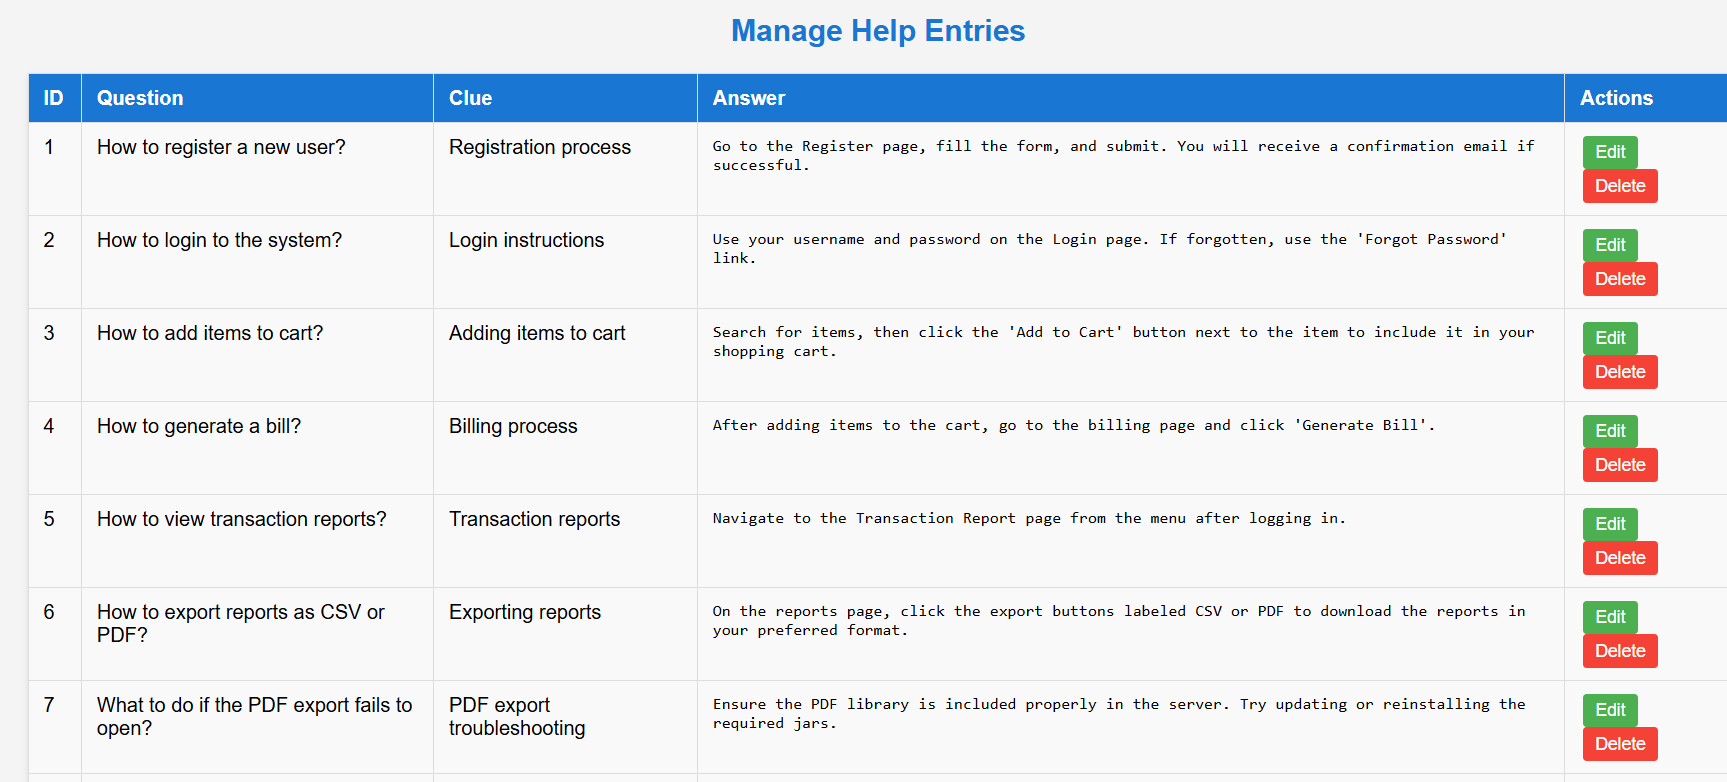 Manage Help Entries
ID Question Clue Answer Actions
1 How to register a new user? Registration process Go to the Register page, fill the form, and submit. You will receive a confirmation email if
successful.
Edit
Delete
2 How to login to the system? Login instructions Use your username and password on the Login page. If forgotten, use the 'Forgot Password'
link.
Edit
Delete
3 How to add items to cart? Adding items to cart Search for items, then click the 'Add to Cart' button next to the item to include it in your
shopping cart.
Edit
Delete
4 How to generate a bill? Billing process After adding items to the cart, go to the billing page and click 'Generate Bill'.
Edit
Delete
5 How to view transaction reports? Transaction reports Navigate to the Transaction Report page from the menu after logging in.
Edit
Delete
6 How to export reports as CSV or
PDF?
Exporting reports
On the reports page, click the export buttons labeled CSV or PDF to download the reports in
your preferred format.
Edit
Delete
7 What to do if the PDF export fails to
open?
PDF export
troubleshooting
Ensure the PDF library is included properly in the server. Try updating or reinstalling the
required jars.
Edit
Delete